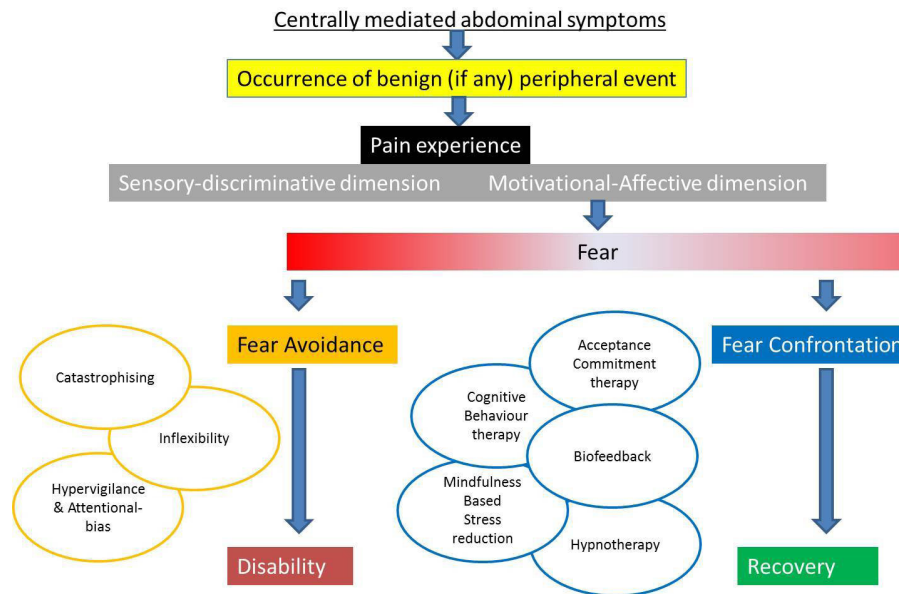 Centrally mediated abdominal symptoms
Occurrence of benign (if any) peripheral event
Pain experience
Sensory-discriminative dimension Motivational-Affective dimension
Fear
Fear Avoidance
Fear Confrontation
Catastrophising
Inflexibility
Hypervigilance
& Attentional-
bias
Acceptance
Commitment
therapy
Cognitive
Behaviour
therapy
Biofeedback
Mindfulness
Based
Stress
reduction
Hypnotherapy
Disability
Recovery